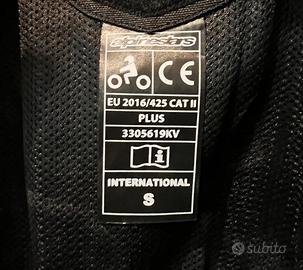 alpinestars
CE
EU 2016/425 CAT II
PLUS
3305619KV
i
INTERNATIONAL
S
subito